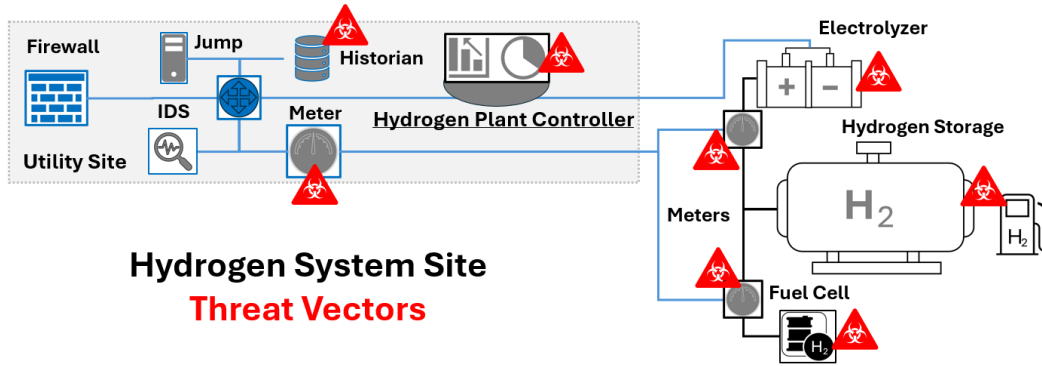 Electrolyzer
Firewall
Jump
Historian
IDS
Meter
Hydrogen Plant Controller
+ −
Hydrogen Storage
Utility Site
H2
H2
Meters
Hydrogen System Site
Threat Vectors
Fuel Cell
H2